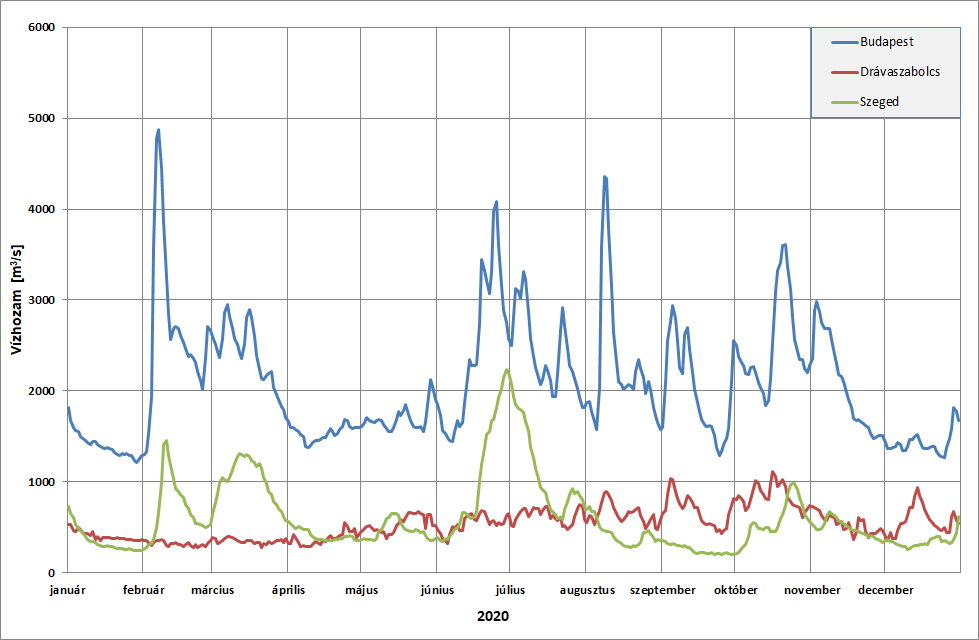 6000
5000
4000
3000
2000
1000
0
Vízhozam [m³/s]
Budapest
Drávaszabolcs
Szeged
január február március április május június július augusztus szeptember október november december
2020